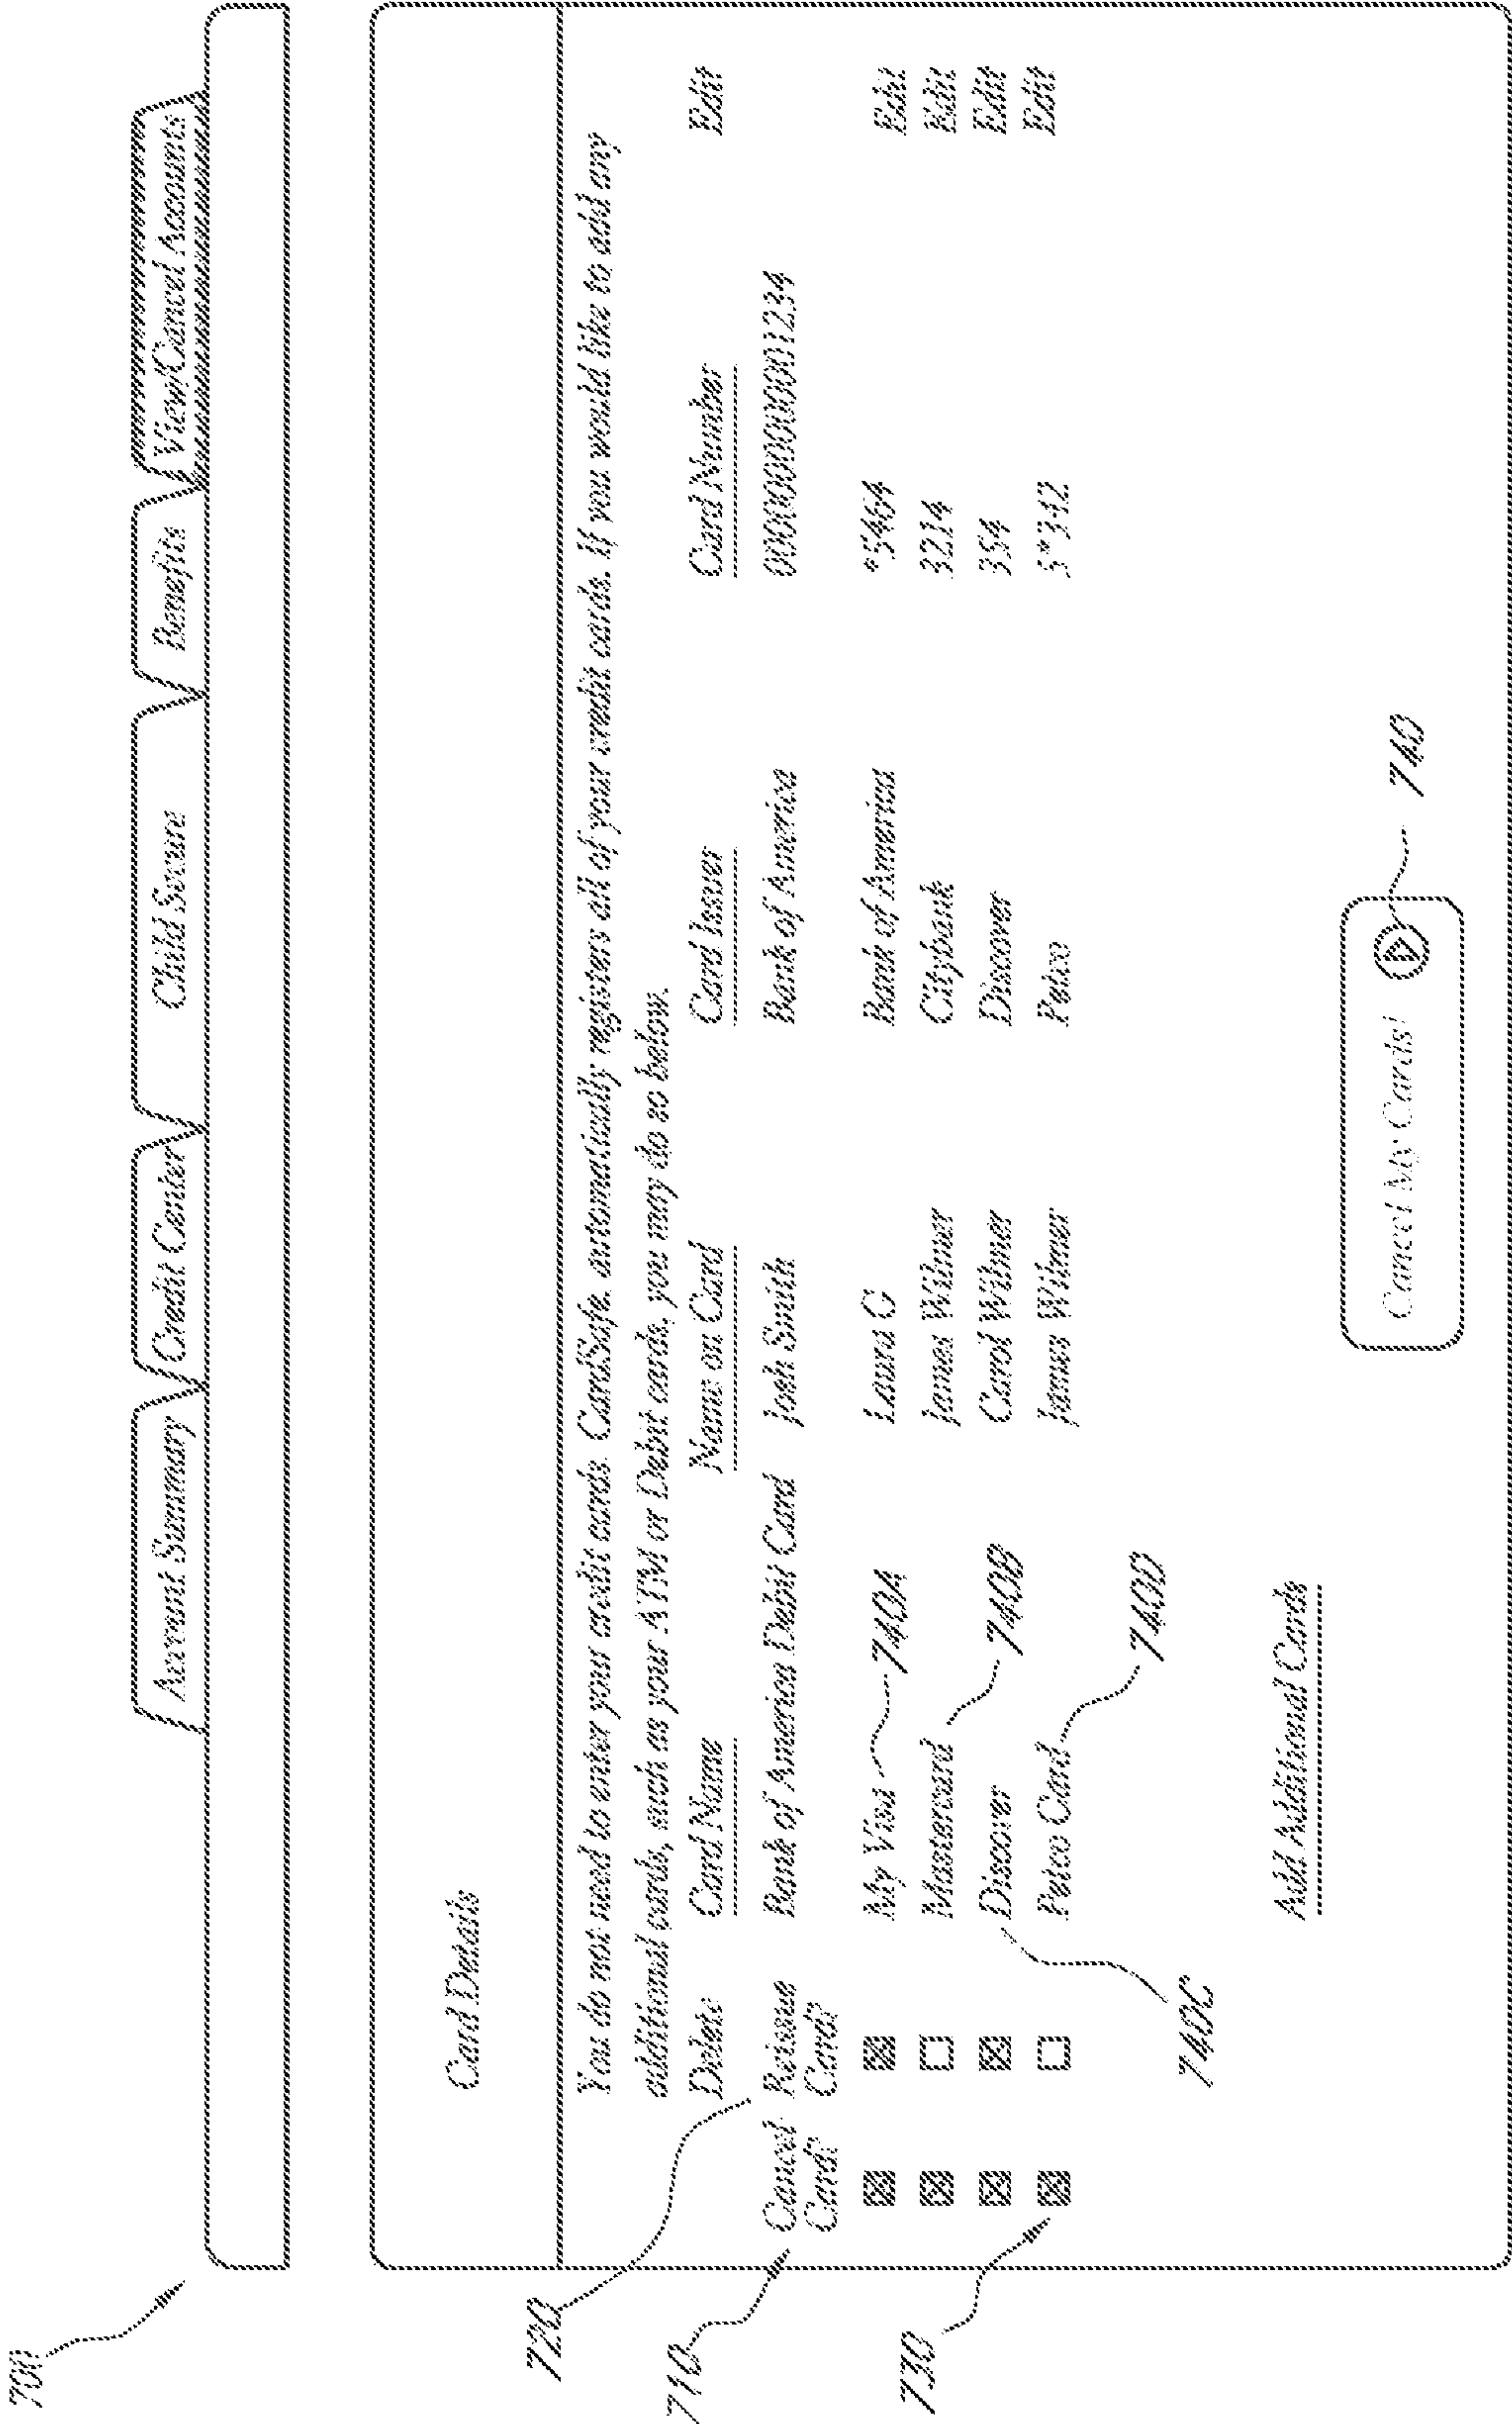 700
Account Summary Credit Center Child Secure Benefits View/Cancel Accounts
Card Details
You do not need to enter your credit cards. CardSafe. automatically registers all of your credit cards. If you would like to add any
additional cards, such as your ATM or Debit cards, you may do so below.
720
Delete Card Name Name on Card Card Issuer Card Number Edit
710
Cancel Card? Reissue Card? Bank of America Debit Card Josh Smith Bank of America 0000000000001234
My Visa 740A Laura G Bank of America *5464 Edit
Mastercard 740B James Wilmer Citybank 3214 Edit
Discover Carol Wilmer Discover 354 Edit
730
Petco Card 740D James Wilmer Petco 5*342 Edit
740C
Add Additional Cards
Cancel My Cards! 740